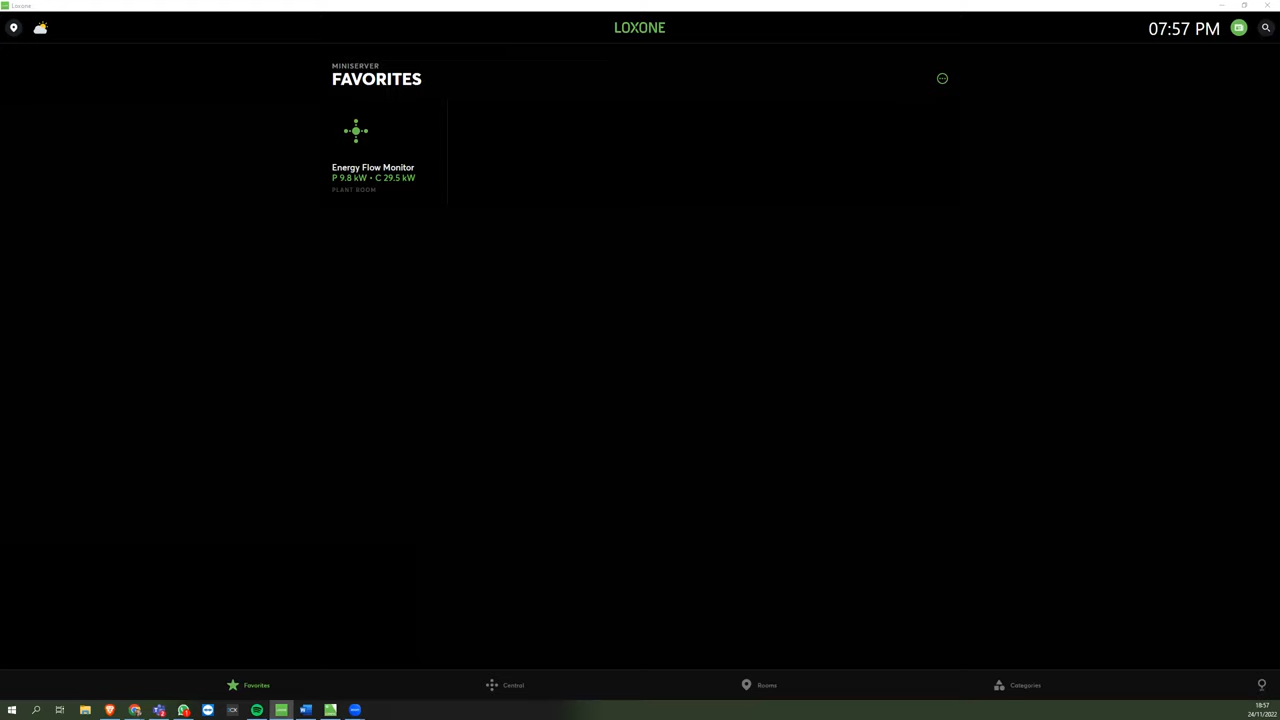 Loxone
LOXONE
07:57 PM
MINISERVER
FAVORITES
Energy Flow Monitor
P 9.8 kW • C 29.5 kW
PLANT ROOM
Favorites
Central
Rooms
Categories
18:57
24/11/2022